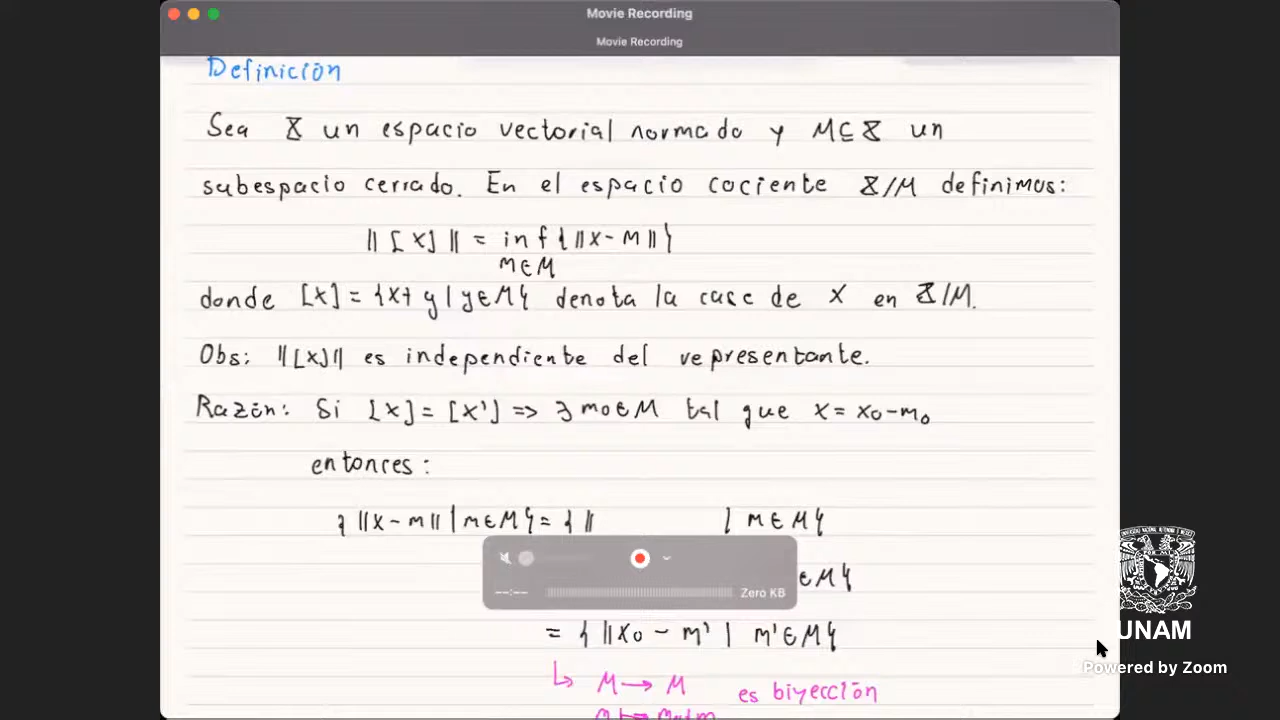 Movie Recording
Movie Recording
Definición
Sea X un espacio vectorial normado y M⊆X un
subespacio cerrado. En el espacio cociente X/M definimos:
|| [x] || = inf{||x-m||}
m∈M
donde [x] = {x+y | y∈M} denota la case de x en X/M.
Obs: ||[x]|| es independiente del representante.
Razón: Si [x] = [x'] => ∃ m₀∈M tal que x = x₀-m₀
entonces:
{ ||x-m|| | m∈M} = { || | m∈M}
∈M}
Zero KB
= { ||x₀ - m' | m'∈M}
↳ M → M es biyección
UNAM
Powered by Zoom